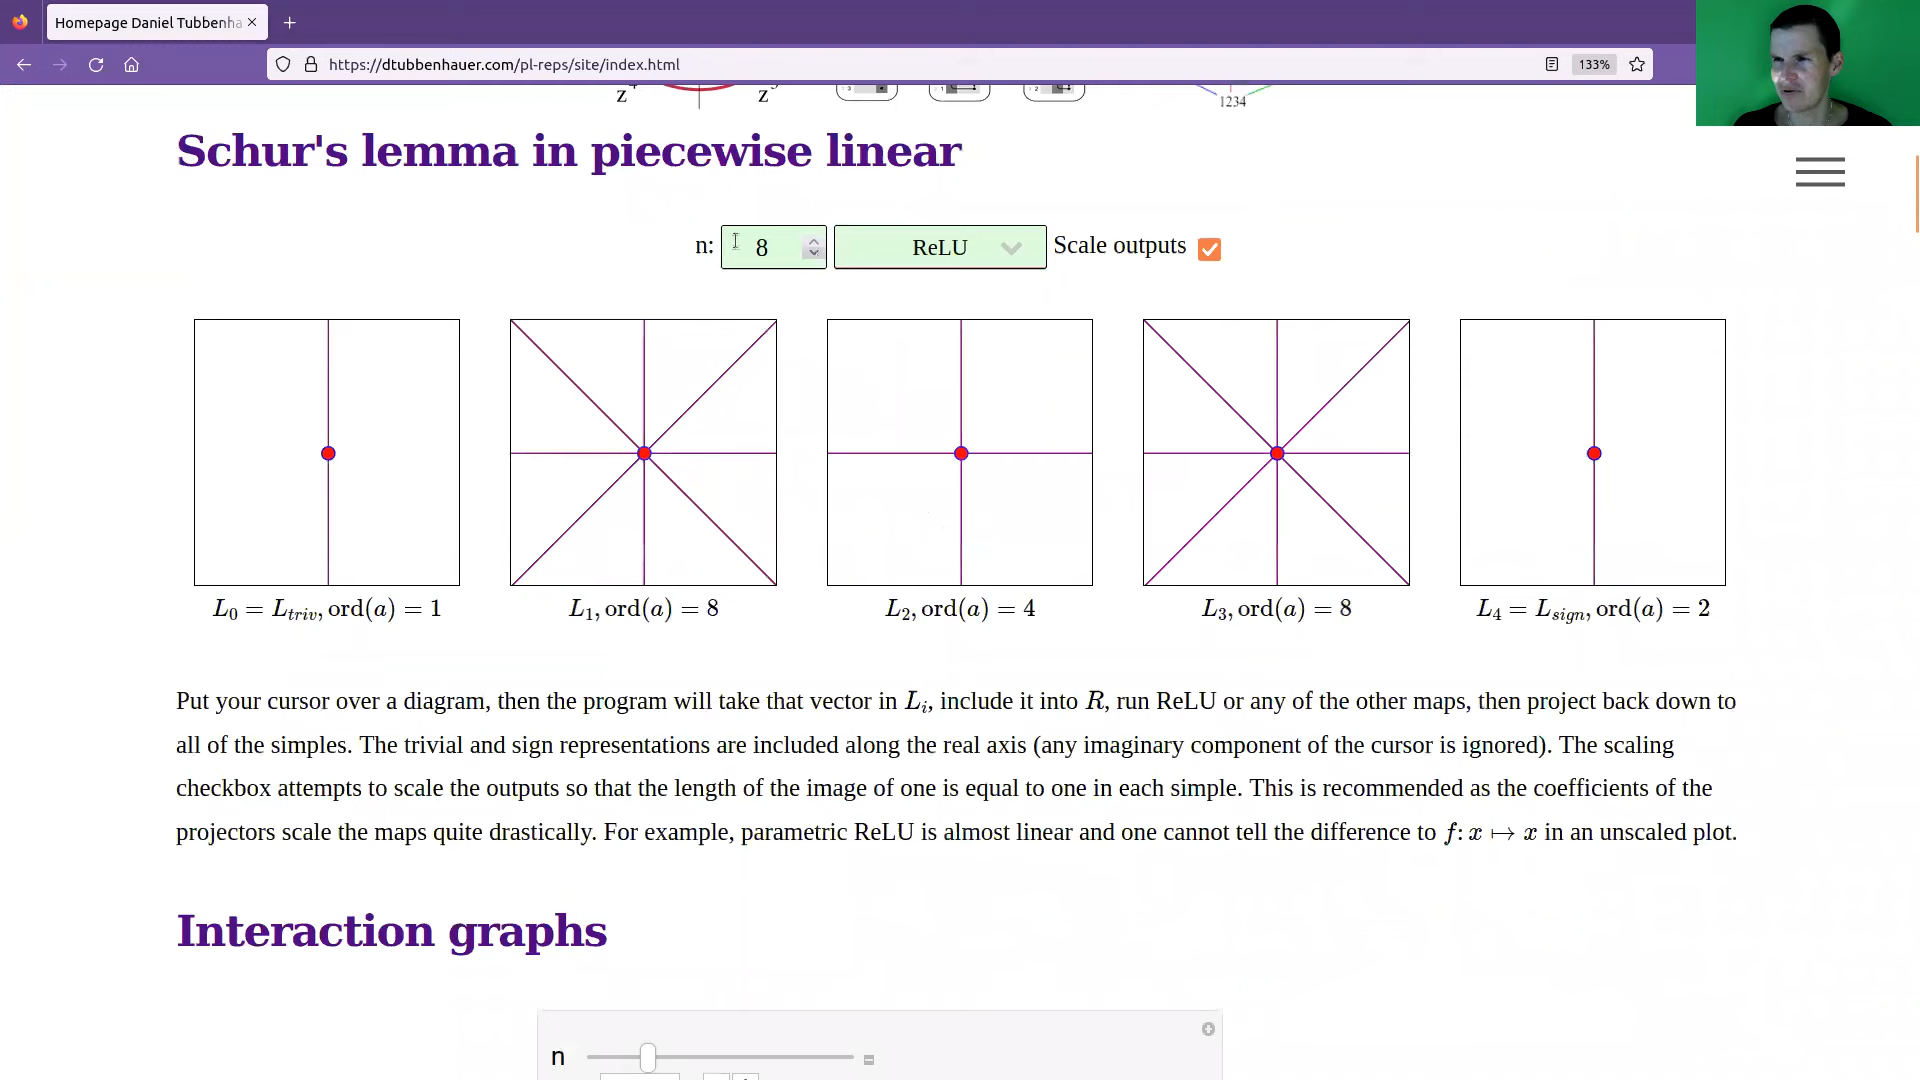 Homepage Daniel Tubbenha
https://dtubbenhauer.com/pl-reps/site/index.html
133%
z⁴
1234
Schur's lemma in piecewise linear
n: 8 ReLU Scale outputs
L₀ = L_triv, ord(a) = 1
L₁, ord(a) = 8
L₂, ord(a) = 4
L₃, ord(a) = 8
L₄ = L_sign, ord(a) = 2
Put your cursor over a diagram, then the program will take that vector in Lᵢ, include it into R, run ReLU or any of the other maps, then project back down to
all of the simples. The trivial and sign representations are included along the real axis (any imaginary component of the cursor is ignored). The scaling
checkbox attempts to scale the outputs so that the length of the image of one is equal to one in each simple. This is recommended as the coefficients of the
projectors scale the maps quite drastically. For example, parametric ReLU is almost linear and one cannot tell the difference to f: x ↦ x in an unscaled plot.
Interaction graphs
n